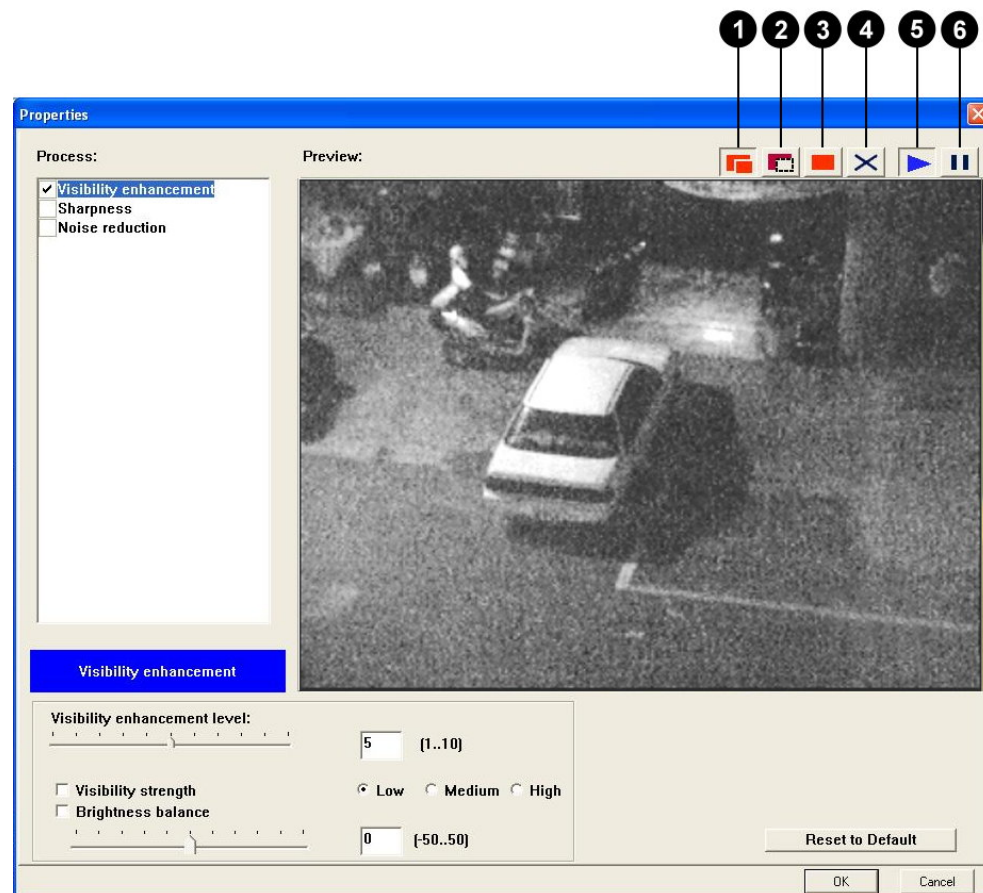 1 2 3 4 5 6
Properties
Process:
Preview:
Visibility enhancement
Sharpness
Noise reduction
Visibility enhancement
Visibility enhancement level:
5 (1..10)
Visibility strength
Low Medium High
Brightness balance
0 (-50..50)
Reset to Default
OK Cancel